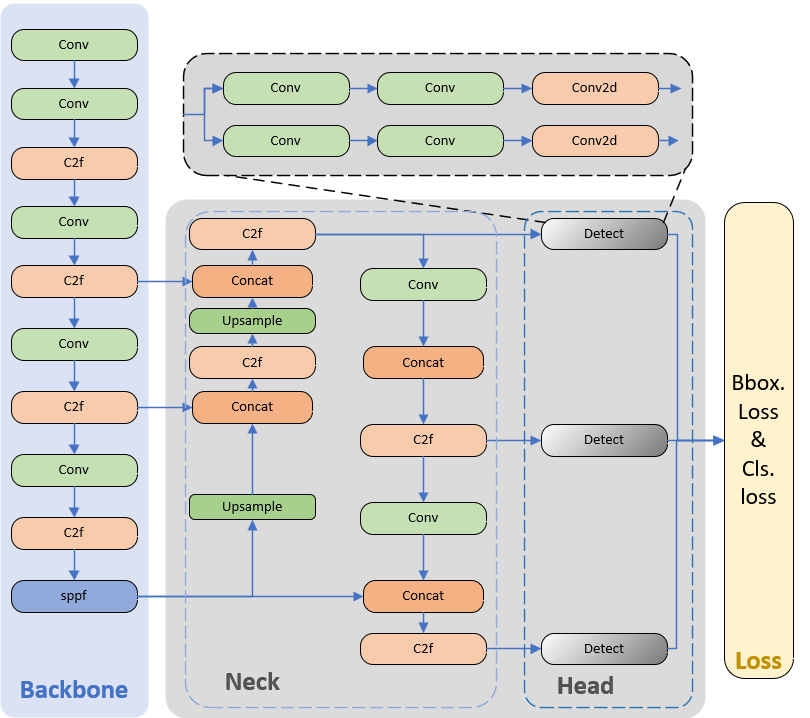 Conv
Conv
C2f
Conv
C2f
Conv
C2f
Conv
C2f
sppf
Backbone
Conv
Conv
Conv2d
Conv
Conv
Conv2d
C2f
Concat
Upsample
C2f
Concat
Upsample
Conv
Concat
C2f
Conv
Concat
C2f
Neck
Detect
Detect
Detect
Head
Bbox.
Loss
&
Cls.
loss
Loss